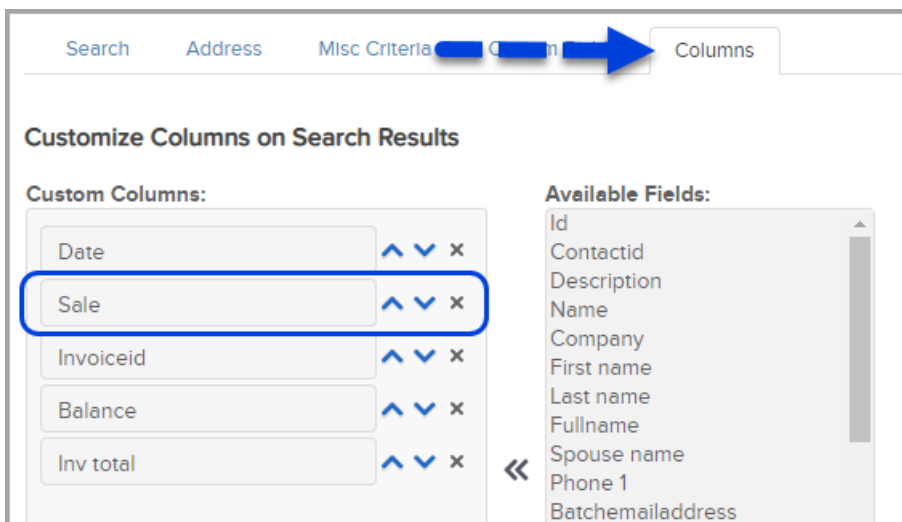 Search Address Misc Criteria Columns
Customize Columns on Search Results
Custom Columns:
Date
Sale
Invoiceid
Balance
Inv total
Available Fields:
Id
Contactid
Description
Name
Company
First name
Last name
Fullname
Spouse name
Phone 1
Batchemailaddress